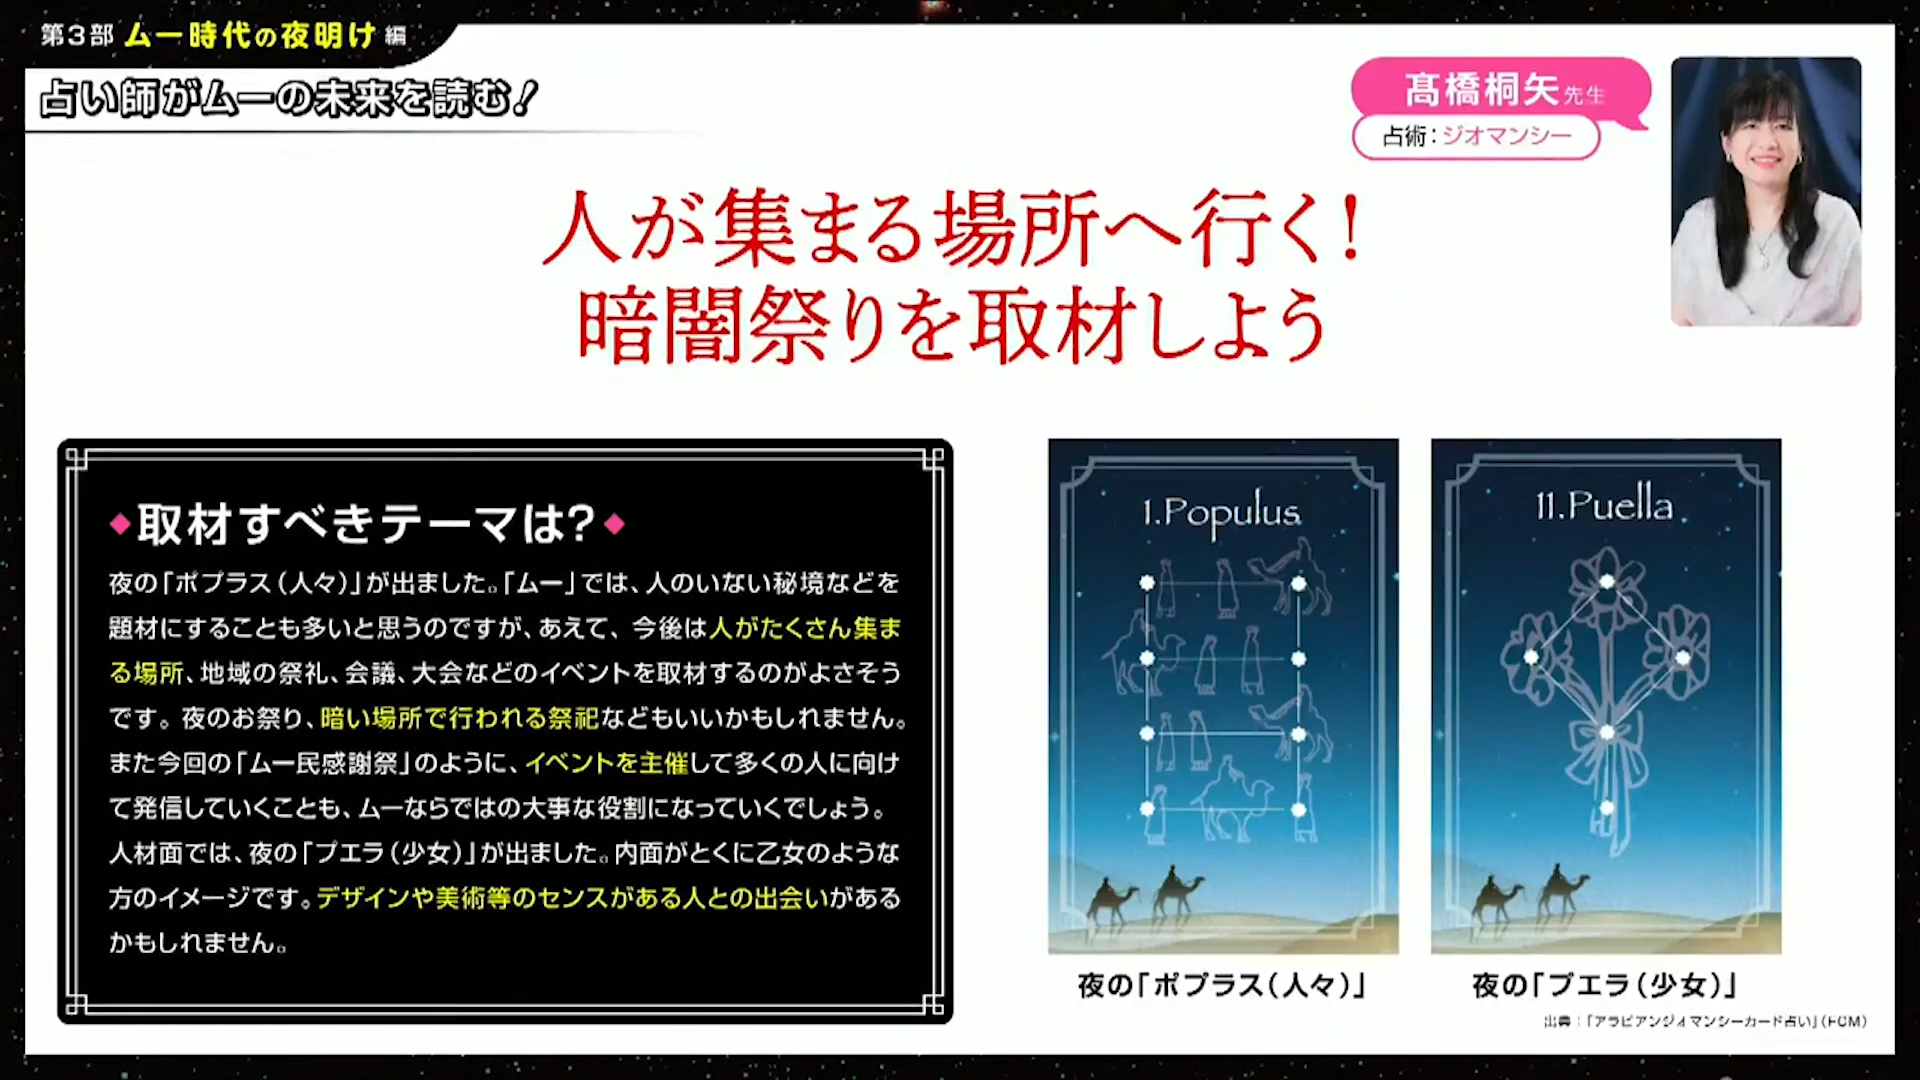 第3部 ムー時代の夜明け 編
占い師がムーの未来を読む!
髙橋桐矢先生
占術:ジオマンシー
人が集まる場所へ行く!
暗闇祭りを取材しよう
◆取材すべきテーマは?◆
夜の「ポプラス(人々)」が出ました。「ムー」では、人のいない秘境などを
題材にすることも多いと思うのですが、あえて、今後は人がたくさん集ま
る場所、地域の祭礼、会議、大会などのイベントを取材するのがよさそう
です。夜のお祭り、暗い場所で行われる祭祀などもいいかもしれません。
また今回の「ムー民感謝祭」のように、イベントを主催して多くの人に向け
て発信していくことも、ムーならではの大事な役割になっていくでしょう。
人材面では、夜の「プエラ(少女)」が出ました。内面がとくに乙女のような
方のイメージです。デザインや美術等のセンスがある人との出会いがある
かもしれません。
1.Populus
11.Puella
夜の「ポプラス(人々)」
夜の「プエラ(少女)」
出典:「アラビアンジオマンシーカード占い」(FCM)